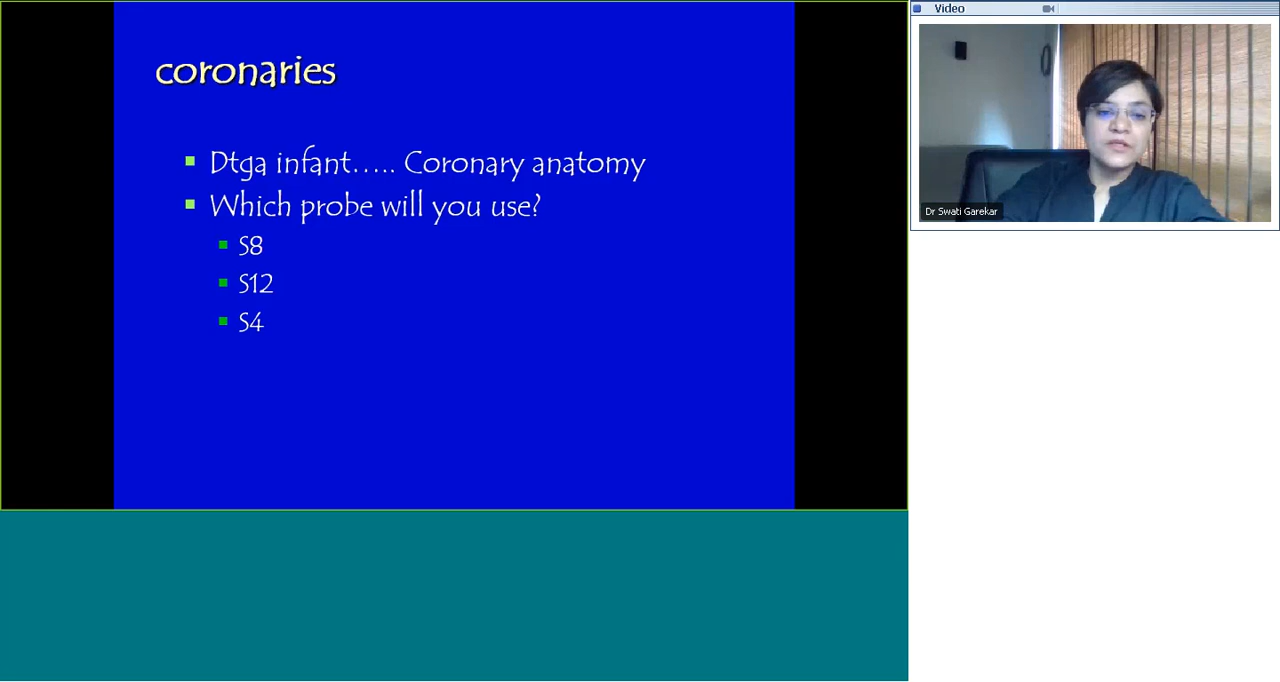 Video
coronaries
Dtga infant..... Coronary anatomy
Which probe will you use?
S8
S12
S4
Dr Swati Garekar